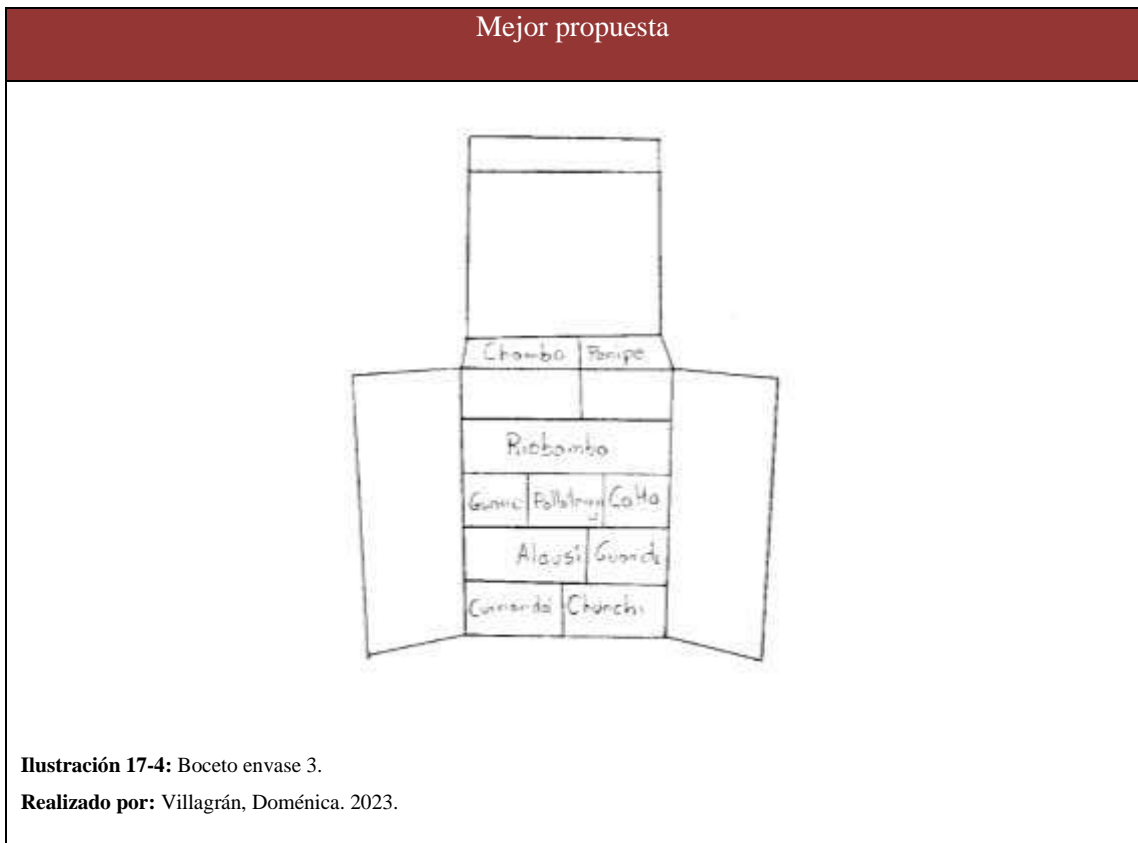 Mejor propuesta
Chambo Penipe
Riobamba
Guano Pallatanga Colta
Alausí Guamote
Cumandá Chunchi
Ilustración 17-4: Boceto envase 3.
Realizado por: Villagrán, Doménica. 2023.